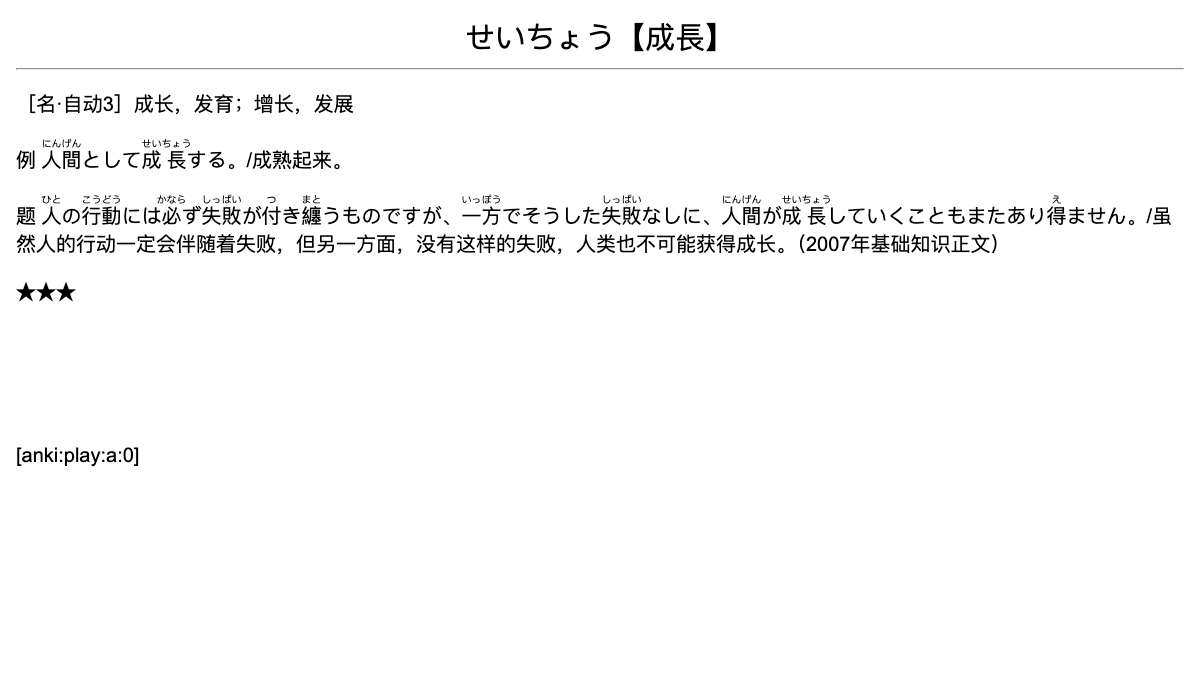 せいちょう【成長】
［名·自动3］成长，发育；增长，发展
にんげん せいちょう
例 人間として成長する。/成熟起来。
ひと こうどう かなら しっぱい つ まと いっぽう しっぱい にんげん せいちょう え
题 人の行動には必ず失敗が付き纏うものですが、一方でそうした失敗なしに、人間が成長していくこともまたあり得ません。/虽
然人的行动一定会伴随着失败，但另一方面，没有这样的失败，人类也不可能获得成长。（2007年基础知识正文）
★★★
[anki:play:a:0]